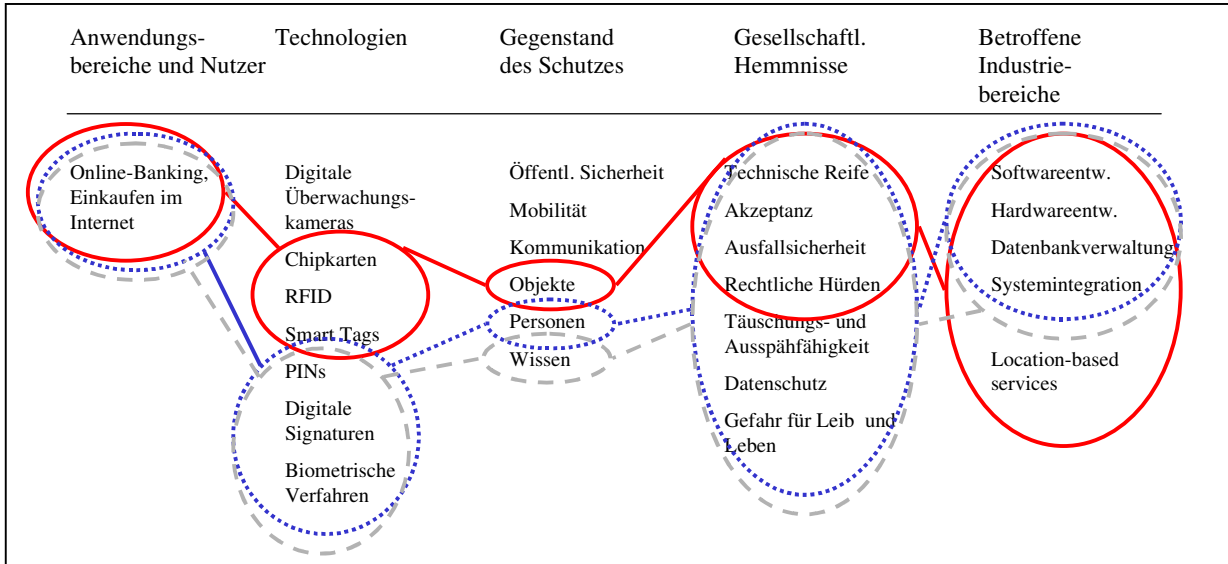 Anwendungs-
bereiche und Nutzer
Technologien
Gegenstand
des Schutzes
Gesellschaftl.
Hemmnisse
Betroffene
Industrie-
bereiche
Online-Banking,
Einkaufen im
Internet
Digitale
Überwachungs-
kameras
Chipkarten
RFID
Smart Tags
PINs
Digitale
Signaturen
Biometrische
Verfahren
Öffentl. Sicherheit
Mobilität
Kommunikation
Objekte
Personen
Wissen
Technische Reife
Akzeptanz
Ausfallsicherheit
Rechtliche Hürden
Täuschungs- und
Ausspähfähigkeit
Datenschutz
Gefahr für Leib und
Leben
Softwareentw.
Hardwareentw.
Datenbankverwaltung
Systemintegration
Location-based
services